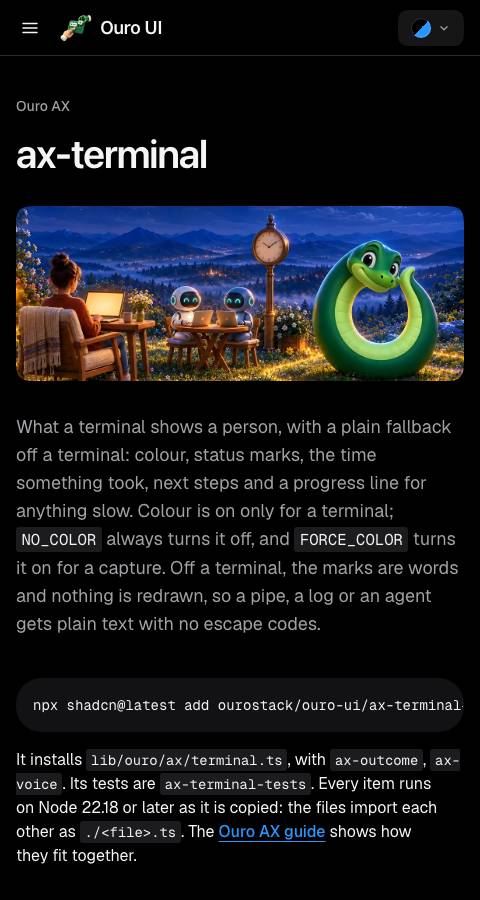 Ouro UI
Ouro AX
ax-terminal
What a terminal shows a person, with a plain fallback
off a terminal: colour, status marks, the time
something took, next steps and a progress line for
anything slow. Colour is only for a terminal;
NO_COLOR always turns it off, and FORCE_COLOR turns
it on for a capture. Off a terminal, the marks are words
and nothing is redrawn, so a pipe, a log or an agent
gets plain text with no escape codes.
npx shadcn@latest add ourostack/ouro-ui/ax-terminal
It installs lib/ouro/ax/terminal.ts, with ax-outcome, ax-
voice. Its tests are ax-terminal-tests. Every item runs
on Node 22.18 or later as it is copied: the files import each
other as ./<file>.ts. The Ouro AX guide shows how
they fit together.